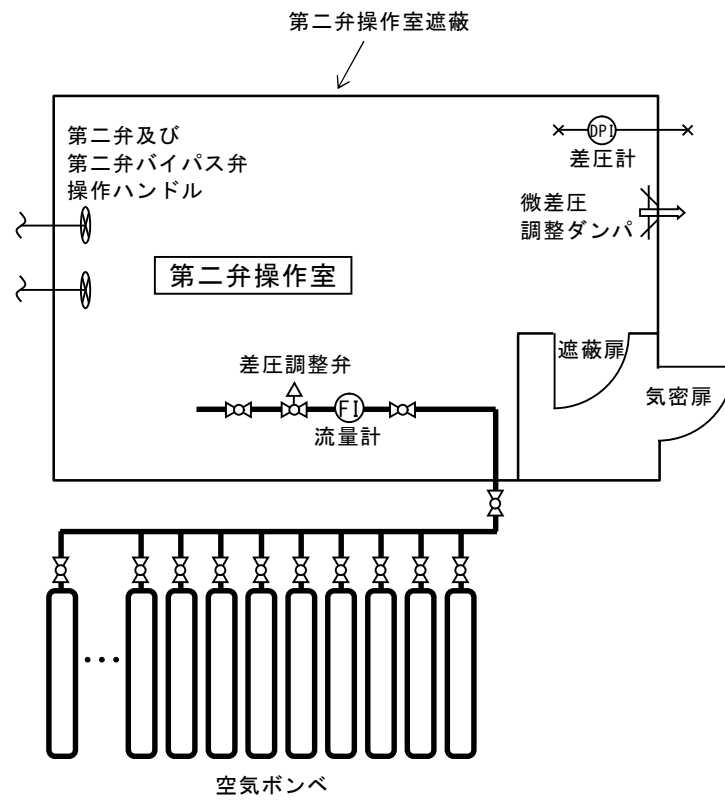 第二弁操作室遮蔽
第二弁及び
第二弁バイパス弁
操作ハンドル
DPI
差圧計
微差圧
調整ダンパ
第二弁操作室
遮蔽扉
気密扉
差圧調整弁
FI
流量計
空気ボンベ